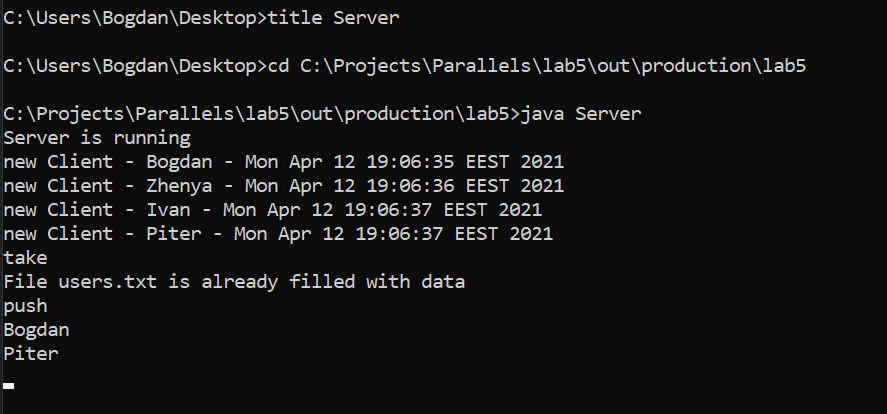 C:\Users\Bogdan\Desktop>title Server
C:\Users\Bogdan\Desktop>cd C:\Projects\Parallels\lab5\out\production\lab5
C:\Projects\Parallels\lab5\out\production\lab5>java Server
Server is running
new Client - Bogdan - Mon Apr 12 19:06:35 EEST 2021
new Client - Zhenya - Mon Apr 12 19:06:36 EEST 2021
new Client - Ivan - Mon Apr 12 19:06:37 EEST 2021
new Client - Piter - Mon Apr 12 19:06:37 EEST 2021
take
File users.txt is already filled with data
push
Bogdan
Piter